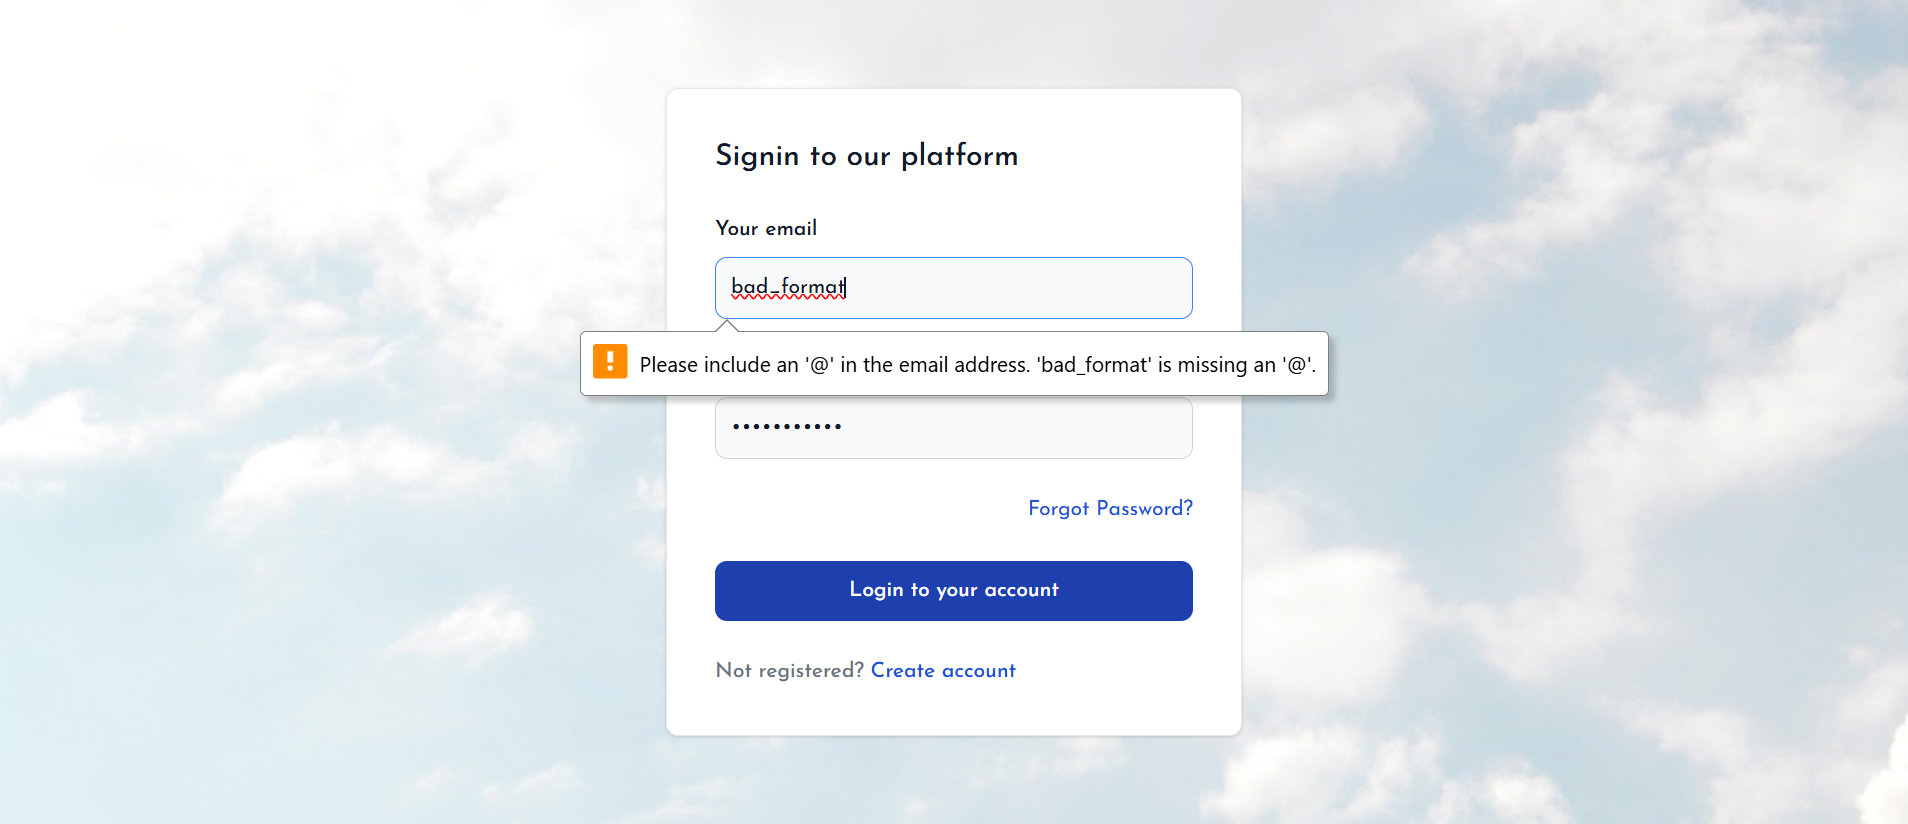 Signin to our platform
Your email
bad_format
Please include an '@' in the email address. 'bad_format' is missing an '@'.
•••••••••••
Forgot Password?
Login to your account
Not registered? Create account